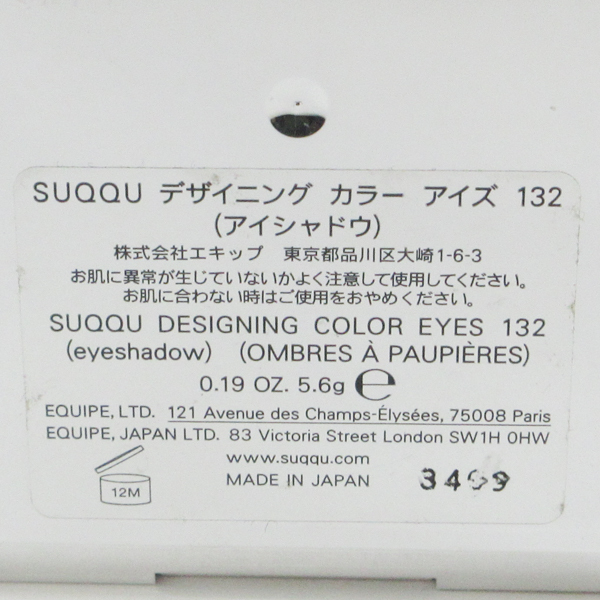 SUQQU デザイニング カラー アイズ 132
(アイシャドウ)
株式会社エキップ 東京都品川区大崎1-6-3
お肌に異常が生じていないかよく注意して使用してください。
お肌に合わない時はご使用をおやめください。
SUQQU DESIGNING COLOR EYES 132
(eyeshadow) (OMBRES À PAUPIÈRES)
0.19 OZ. 5.6g ℮
EQUIPE, LTD. 121 Avenue des Champs-Élysées, 75008 Paris
EQUIPE, JAPAN LTD. 83 Victoria Street London SW1H 0HW
www.suqqu.com
12M
MADE IN JAPAN 3499